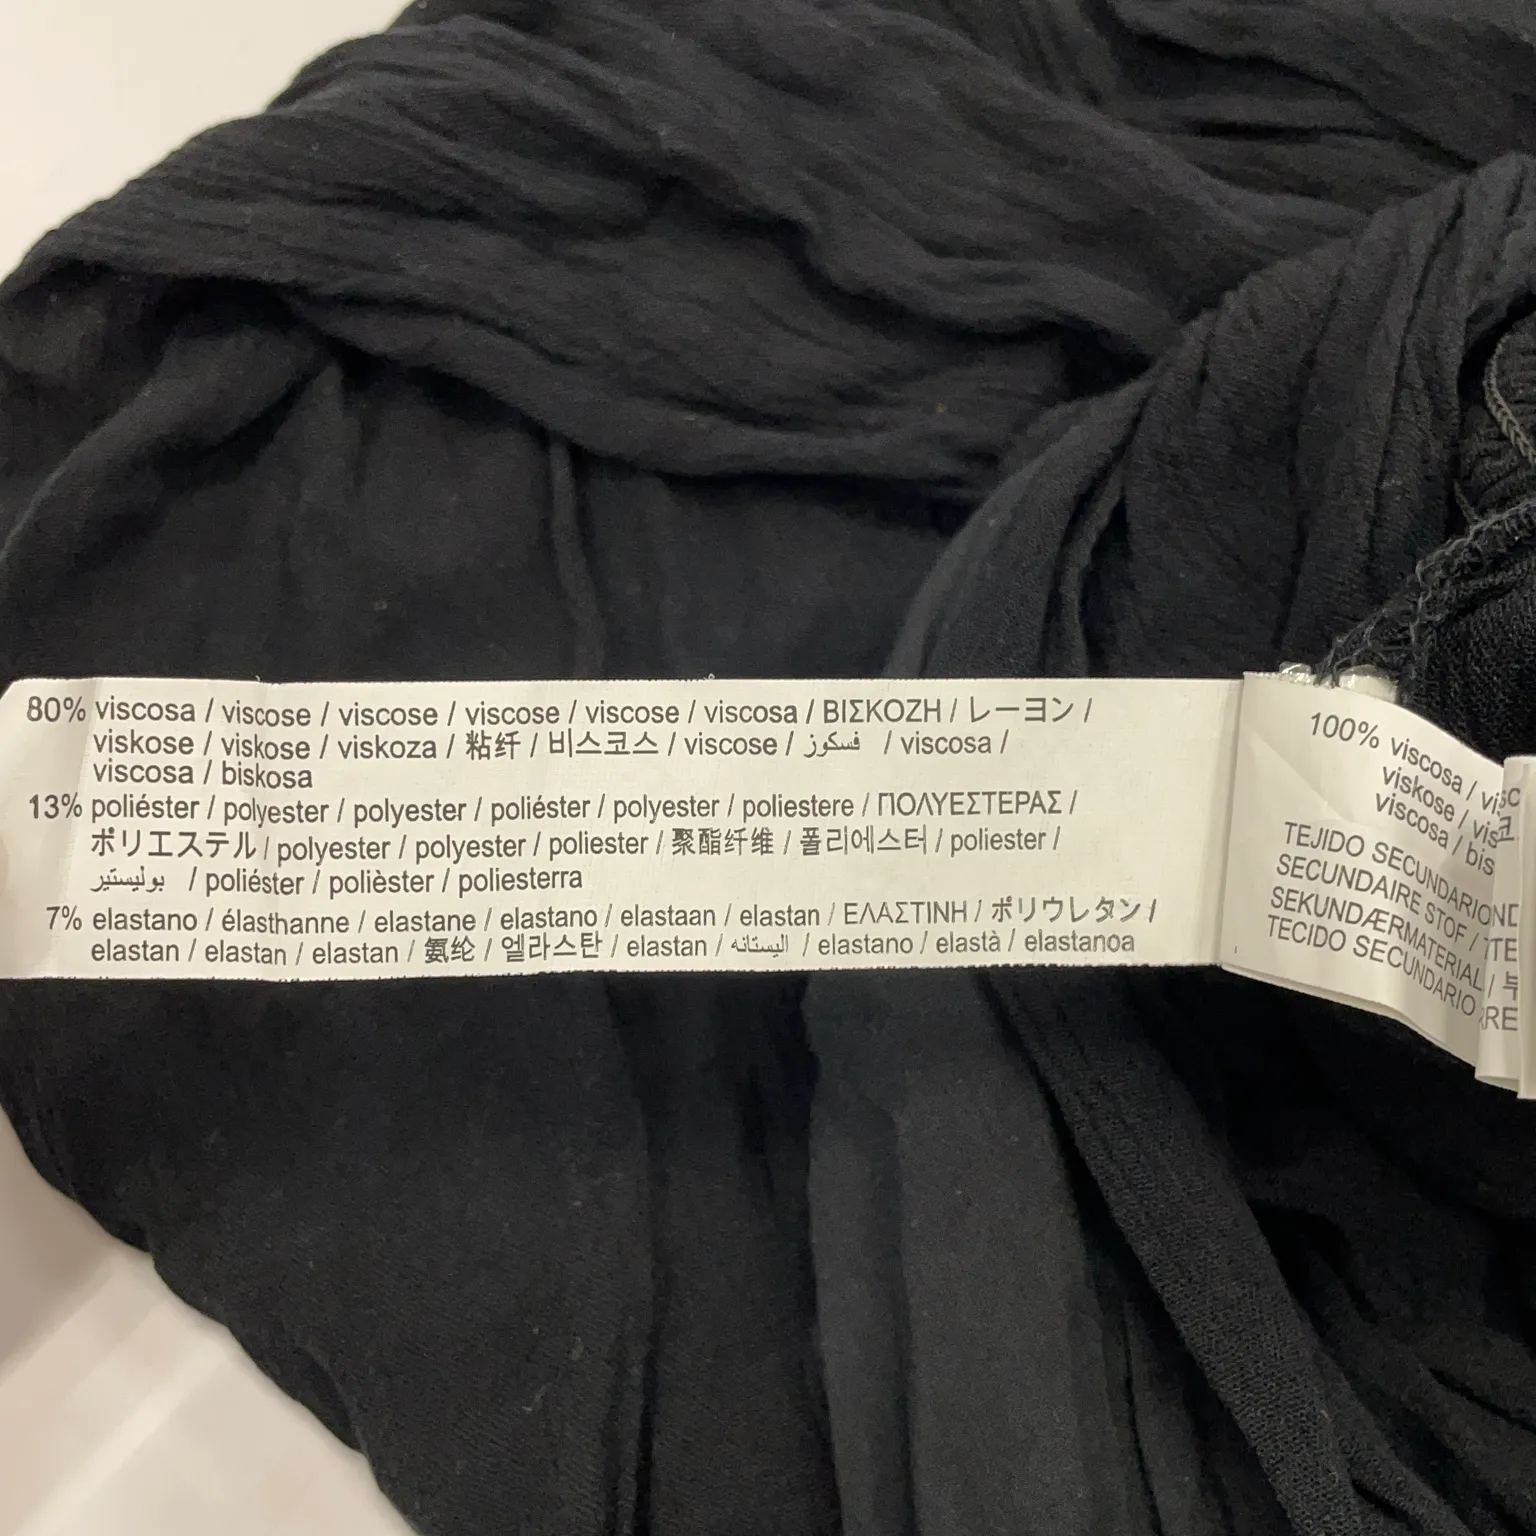 80% viscosa / viscose / viscose / viscose / viscose / viscosa / ΒΙΣΚΟΖΗ / レーヨン /
viskose / viskose / viskoza / 粘纤 / 비스코스 / viscose / فسكوز / viscosa /
viscosa / biskosa
13% poliéster / polyester / polyester / poliéster / polyester / poliestere / ΠΟΛΥΕΣΤΕΡΑΣ /
ポリエステル / polyester / polyester / poliester / 聚酯纤维 / 폴리에스터 / poliester /
بوليستير / poliéster / polièster / poliesterra
7% elastano / élasthanne / elastane / elastano / elastaan / elastan / ΕΛΑΣΤΙΝΗ / ポリウレタン /
elastan / elastan / elastan / 氨纶 / 엘라스탄 / elastan / اليستانه / elastano / elastà / elastanoa
100% viscosa /
viskose /
viscosa /
TEJIDO SECUNDARIO
SECUNDAIRE STOF /
SEKUNDÆRMATERIAL
TECIDO SECUNDARIO